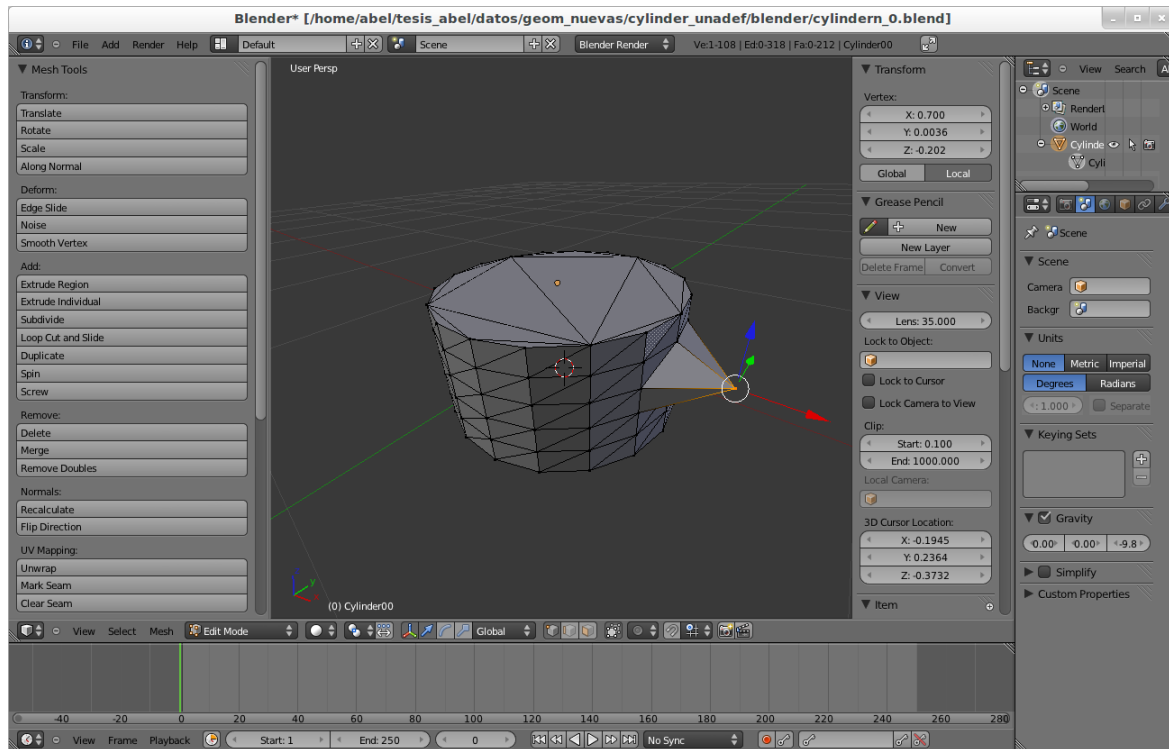 Blender* [/home/abel/tesis_abel/datos/geom_nuevas/cylinder_unadef/blender/cylindern_0.blend]
File Add Render Help Default Scene Blender Render Ve:1-108 | Ed:0-318 | Fa:0-212 | Cylinder00
Mesh Tools
Transform:
Translate
Rotate
Scale
Along Normal
Deform:
Edge Slide
Noise
Smooth Vertex
Add:
Extrude Region
Extrude Individual
Subdivide
Loop Cut and Slide
Duplicate
Spin
Screw
Remove:
Delete
Merge
Remove Doubles
Normals:
Recalculate
Flip Direction
UV Mapping:
Unwrap
Mark Seam
Clear Seam
User Persp
y
(0) Cylinder00
Transform
Vertex:
X: 0.700
Y: 0.0036
Z: -0.202
Global Local
Grease Pencil
New
New Layer
Delete Frame Convert
View
Lens: 35.000
Lock to Object:
Lock to Cursor
Lock Camera to View
Clip:
Start: 0.100
End: 1000.000
Local Camera:
3D Cursor Location:
X: -0.1945
Y: 0.2364
Z: -0.3732
Item
View Search Al
Scene
Renderl
World
Cylinde
Cyli
Scene
Scene
Camera
Backgr
Units
None Metric Imperial
Degrees Radians
: 1.000 Separate
Keying Sets
Gravity
0.00 0.00 -9.8
Simplify
Custom Properties
View Select Mesh Edit Mode Global
-40 -20 0 20 40 60 80 100 120 140 160 180 200 220 240 260 280
View Frame Playback Start: 1 End: 250 0 No Sync